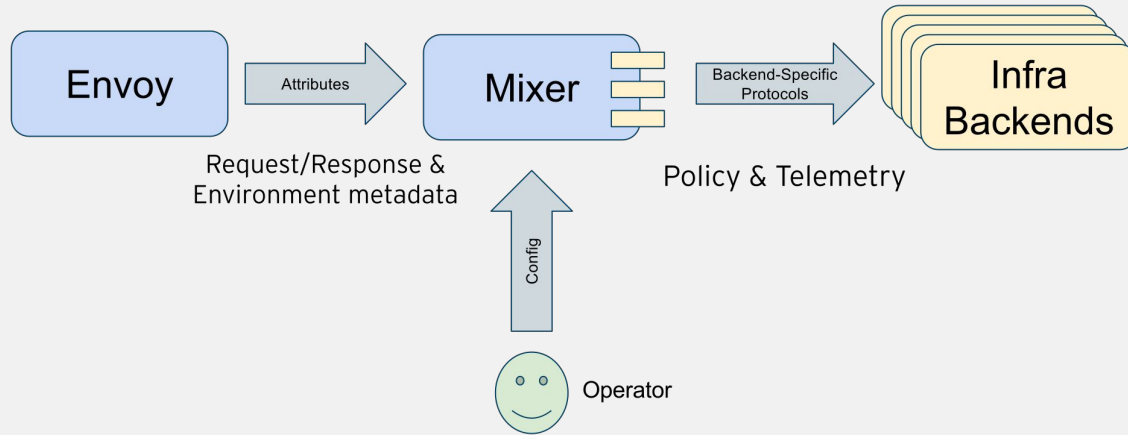 Envoy
Attributes
Request/Response &
Environment metadata
Mixer
Backend-Specific
Protocols
Policy & Telemetry
Infra
Backends
Config
Operator